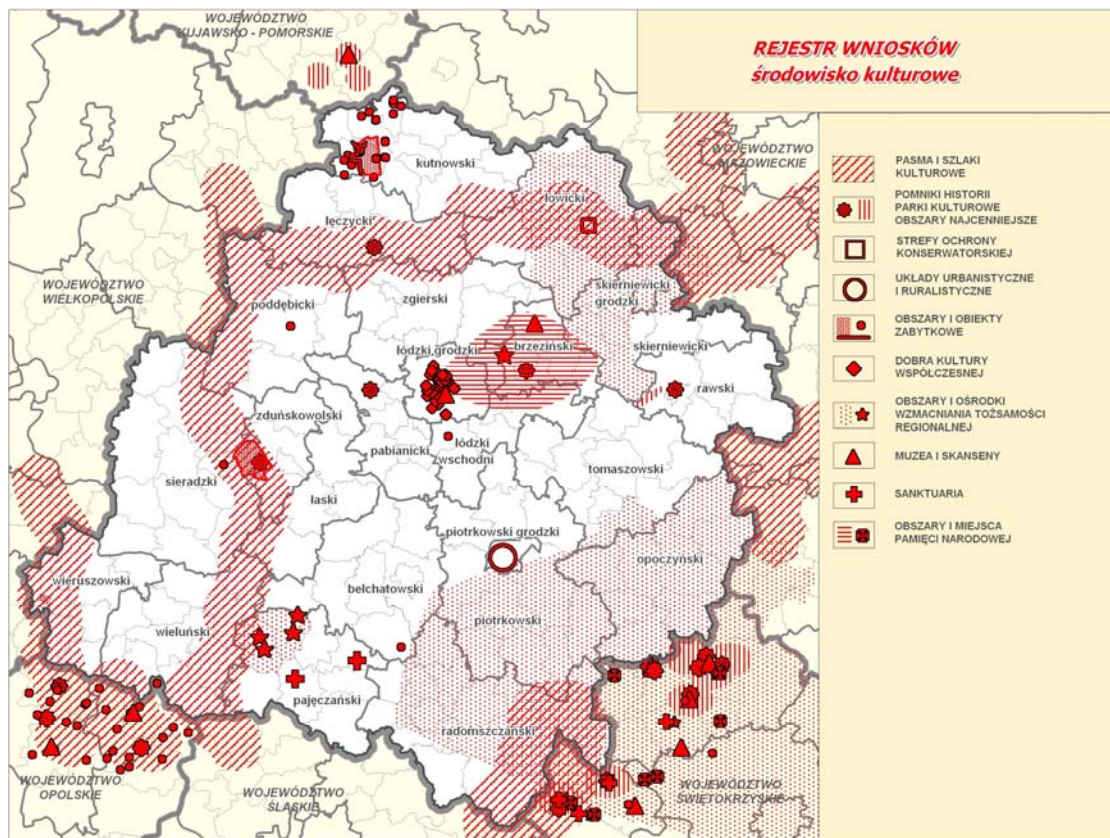 REJESTR WNIOSKÓW
środowisko kulturowe
WOJEWÓDZTWO
KUJAWSKO - POMORSKIE
WOJEWÓDZTWO
MAZOWIECKIE
kutnowski
łowicki
łęczycki
WOJEWÓDZTWO
WIELKOPOLSKIE
skierniewicki
grodzki
zgierski
poddębicki
łódzki grodzki
brzeziński
skierniewicki
rawski
zduńskowolski
łódzki
wschodni
pabianicki
tomaszowski
sieradzki
łaski
piotrkowski grodzki
opoczyński
wieruszowski
bełchatowski
wieluński
piotrkowski
pajęczański
radomszczański
WOJEWÓDZTWO
OPOLSKIE
WOJEWÓDZTWO
ŚLĄSKIE
WOJEWÓDZTWO
ŚWIĘTOKRZYSKIE
PASMA I SZLAKI
KULTUROWE
POMNIKI HISTORII
PARKI KULTUROWE
OBSZARY NAJCENNIEJSZE
STREFY OCHRONY
KONSERWATORSKIEJ
UKŁADY URBANISTYCZNE
I RURALISTYCZNE
OBSZARY I OBIEKTY
ZABYTKOWE
DOBRA KULTURY
WSPÓŁCZESNEJ
OBSZARY I OŚRODKI
WZMACNIANIA TOŻSAMOŚCI
REGIONALNEJ
MUZEA I SKANSENY
SANKTUARIA
OBSZARY I MIEJSCA
PAMIĘCI NARODOWEJ